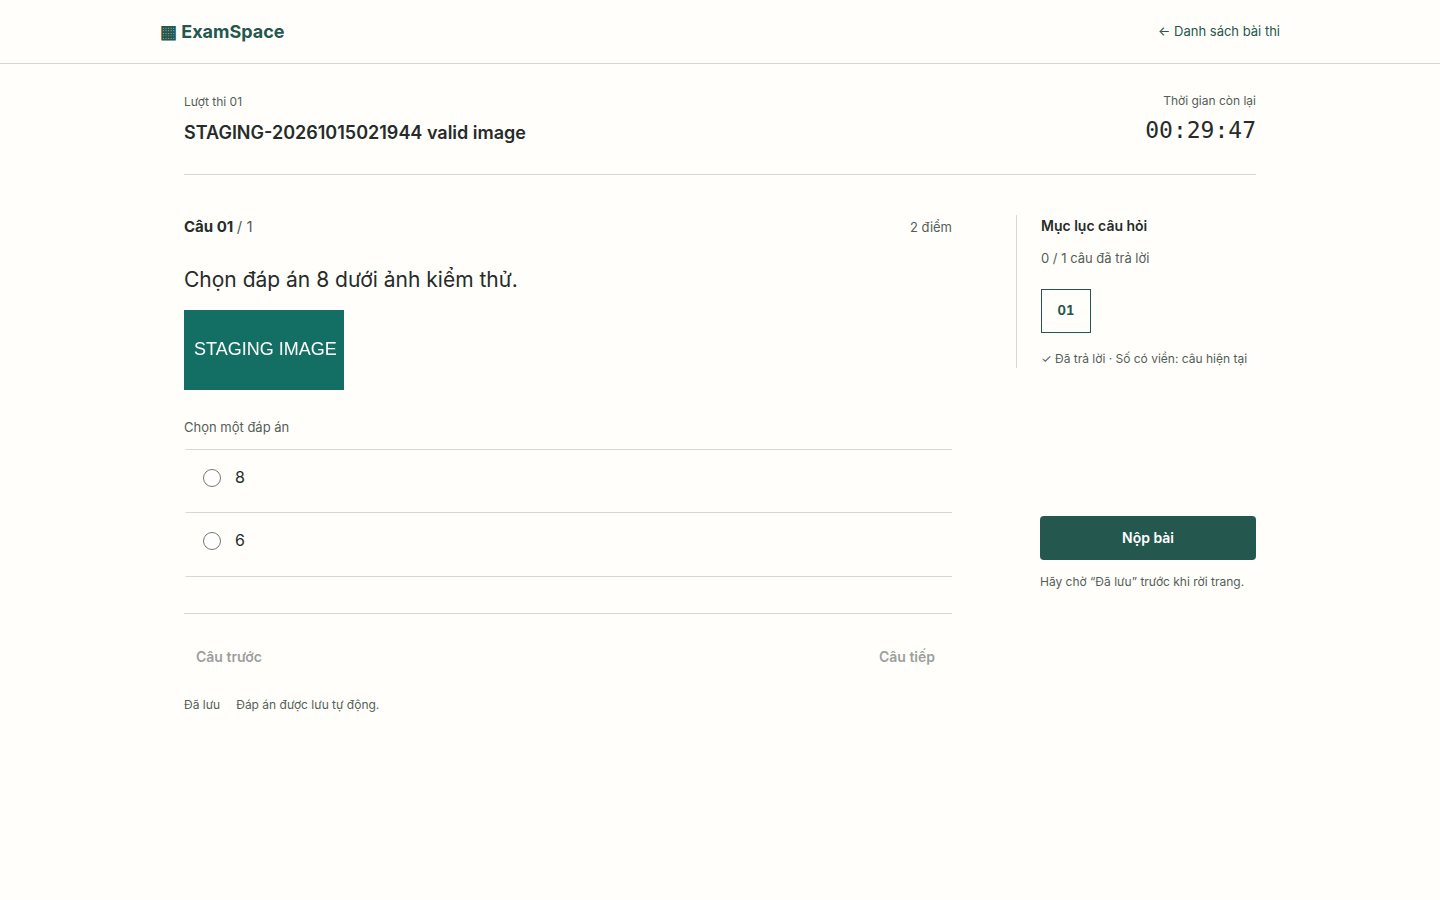 ExamSpace
← Danh sách bài thi
Lượt thi 01
STAGING-20261015021944 valid image
Thời gian còn lại
00:29:47
Câu 01 / 1
2 điểm
Chọn đáp án 8 dưới ảnh kiểm thử.
STAGING IMAGE
Chọn một đáp án
8
6
Câu trước
Câu tiếp
Đã lưu Đáp án được lưu tự động.
Mục lục câu hỏi
0 / 1 câu đã trả lời
01
✓ Đã trả lời · Số có viền: câu hiện tại
Nộp bài
Hãy chờ “Đã lưu” trước khi rời trang.